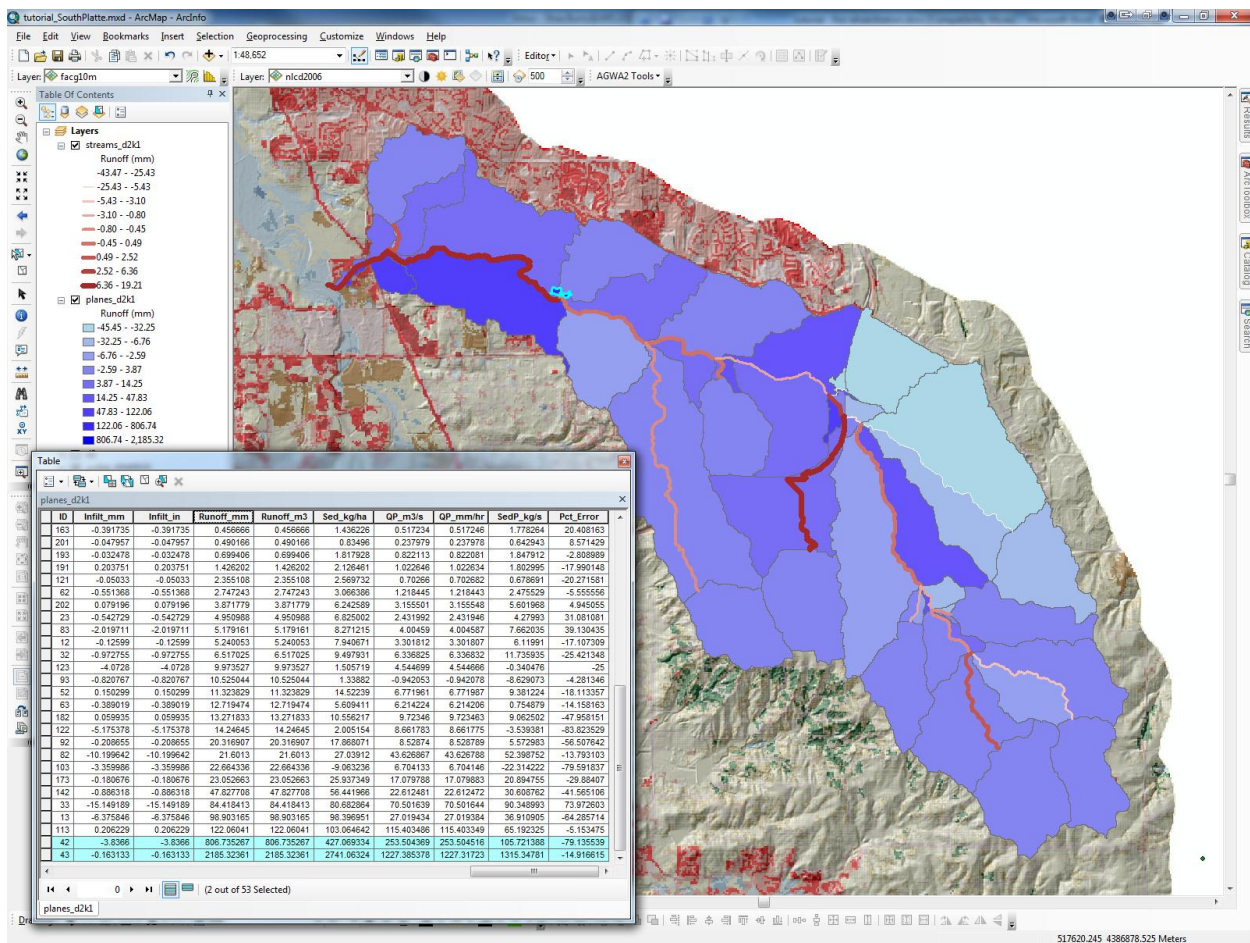 tutorial_SouthPlatte.mxd - ArcMap - ArcInfo
File Edit View Bookmarks Insert Selection Geoprocessing Customize Windows Help
1:48,652 Editor
Layer: facg10m Layer: nlcd2006 500 AGWA2 Tools
Table Of Contents
Layers
streams_d2k1
Runoff (mm)
-43.47 - -25.43
-25.43 - -5.43
-5.43 - -3.10
-3.10 - -0.80
-0.80 - -0.45
-0.45 - 0.49
0.49 - 2.52
2.52 - 6.36
6.36 - 19.21
planes_d2k1
Runoff (mm)
-45.45 - -32.25
-32.25 - -6.76
-6.76 - -2.59
-2.59 - 3.87
3.87 - 14.25
14.25 - 47.83
47.83 - 122.06
122.06 - 806.74
806.74 - 2,185.32
Results
ArcToolbox
Catalog
Search
Table
planes_d2k1
ID Infilt_mm Infilt_in Runoff_mm Runoff_m3 Sed_kg/ha QP_m3/s QP_mm/hr SedP_kg/s Pct_Error
163 -0.391735 -0.391735 0.456666 0.456666 1.436226 0.517234 0.517246 1.778264 20.408163
201 -0.047957 -0.047957 0.490166 0.490166 0.83496 0.237979 0.237978 0.642943 8.571429
193 -0.032478 -0.032478 0.699406 0.699406 1.817928 0.822113 0.822081 1.847912 -2.808989
191 0.203751 0.203751 1.426202 1.426202 2.126461 1.022646 1.022634 1.802995 -17.990148
121 -0.05033 -0.05033 2.355108 2.355108 2.569732 0.70266 0.702682 0.678691 -20.271581
62 -0.551368 -0.551368 2.747243 2.747243 3.066386 1.218445 1.218443 2.475529 -5.555556
202 0.079196 0.079196 3.871779 3.871779 6.242589 3.155501 3.155548 5.601968 4.945055
23 -0.542729 -0.542729 4.950988 4.950988 6.825002 2.431992 2.431946 4.27993 31.081081
83 -2.019711 -2.019711 5.179161 5.179161 8.271215 4.00459 4.004587 7.662035 39.130435
12 -0.12599 -0.12599 5.240053 5.240053 7.940671 3.301812 3.301807 6.11991 -17.107309
32 -0.972755 -0.972755 6.517025 6.517025 9.497931 6.336825 6.336832 11.735935 -25.421348
123 -4.0728 -4.0728 9.973527 9.973527 1.505719 4.544699 4.544666 -0.340476 -25
93 -0.820767 -0.820767 10.525044 10.525044 1.33882 -0.942053 -0.942078 -8.629073 -4.281346
52 0.150299 0.150299 11.323829 11.323829 14.52239 6.771961 6.771987 9.381224 -18.113357
63 -0.389019 -0.389019 12.719474 12.719474 5.609411 6.214224 6.214206 0.754879 -14.158163
182 0.059935 0.059935 13.271833 13.271833 10.556217 9.72346 9.723463 9.062502 -47.958151
122 -5.175378 -5.175378 14.24645 14.24645 2.005154 8.661783 8.661775 -3.539381 -83.823529
92 -0.208655 -0.208655 20.316907 20.316907 17.868071 8.52874 8.528789 5.572983 -56.507642
82 -10.199642 -10.199642 21.6013 21.6013 27.03912 43.626867 43.626788 52.398752 -13.793103
103 -3.359986 -3.359986 22.664336 22.664336 -9.063236 6.704133 6.704146 -22.314222 -79.591837
173 -0.180676 -0.180676 23.052663 23.052663 25.937349 17.079788 17.079883 20.894755 -29.88407
142 -0.886318 -0.886318 47.827708 47.827708 56.441966 22.612481 22.612472 30.608762 -41.565106
33 -15.149189 -15.149189 84.418413 84.418413 80.682864 70.501639 70.501644 90.348993 73.972603
13 -6.375846 -6.375846 98.903165 98.903165 98.396951 27.019434 27.019384 36.910905 -64.285714
113 0.206229 0.206229 122.06041 122.06041 103.064642 115.403486 115.403349 65.192325 -5.153475
42 -3.8366 -3.8366 806.735267 806.735267 427.069334 253.504369 253.504516 105.721388 -79.135539
43 -0.163133 -0.163133 2185.32361 2185.32361 2741.06324 1227.385378 1227.31723 1315.34781 -14.916615
0 (2 out of 53 Selected)
planes_d2k1
517620.245 4386878.525 Meters